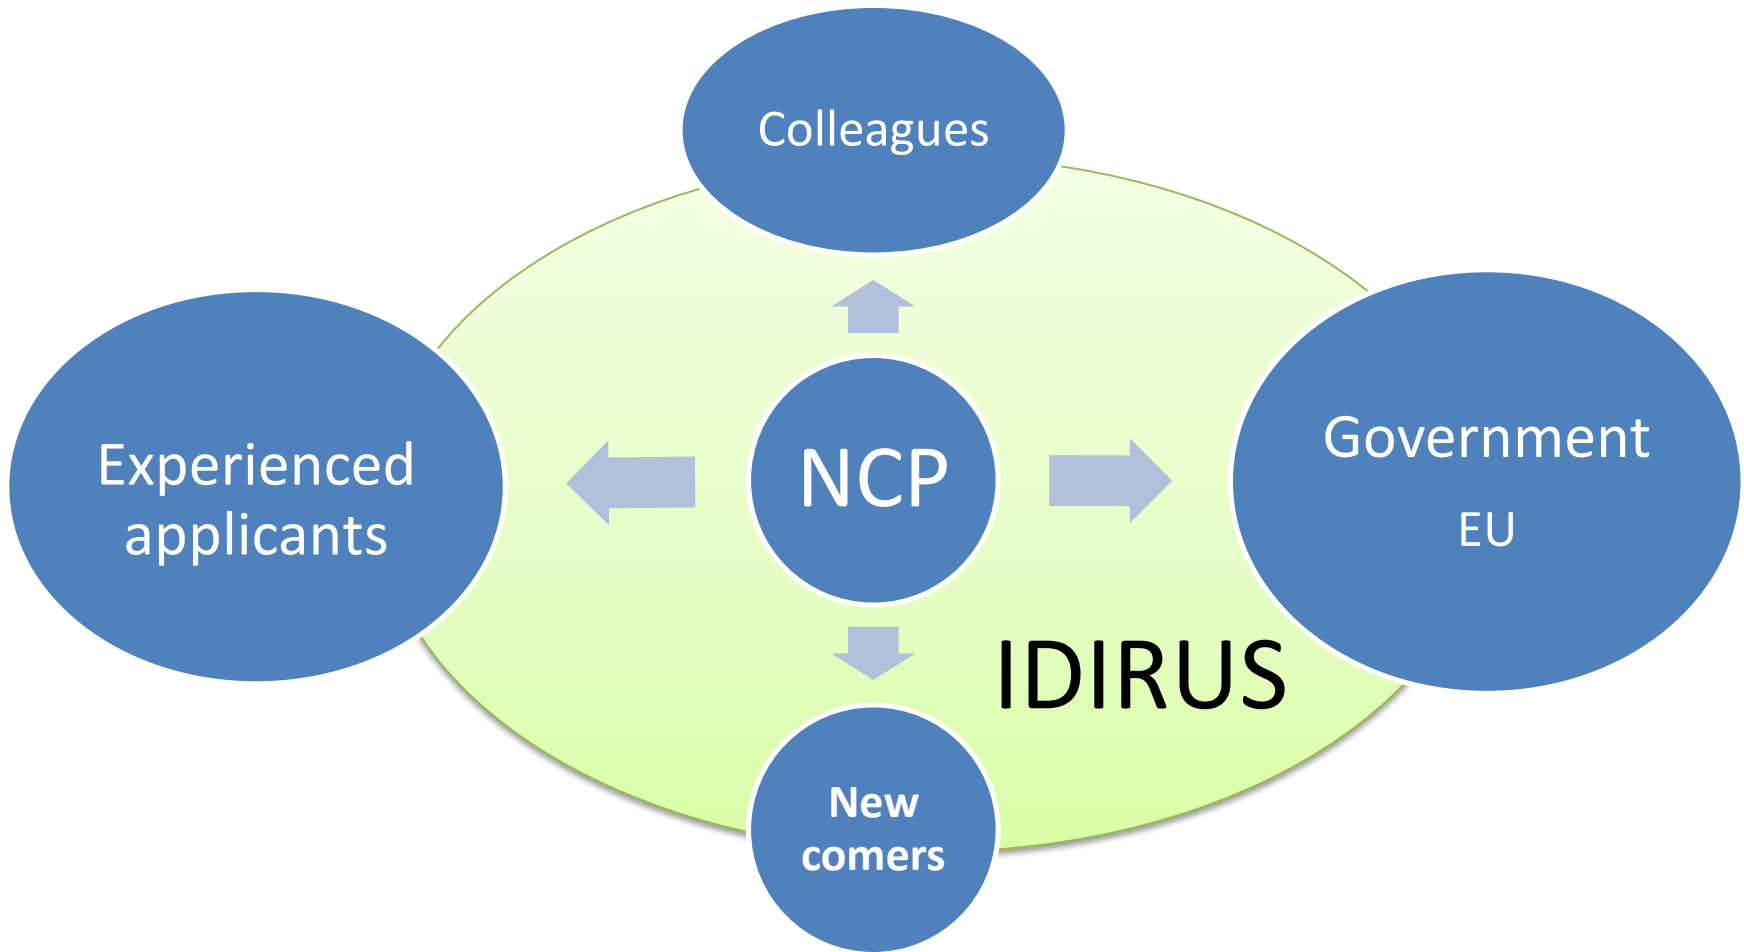 Colleagues
Experienced
applicants
NCP
Government
EU
IDIRUS
New
comers